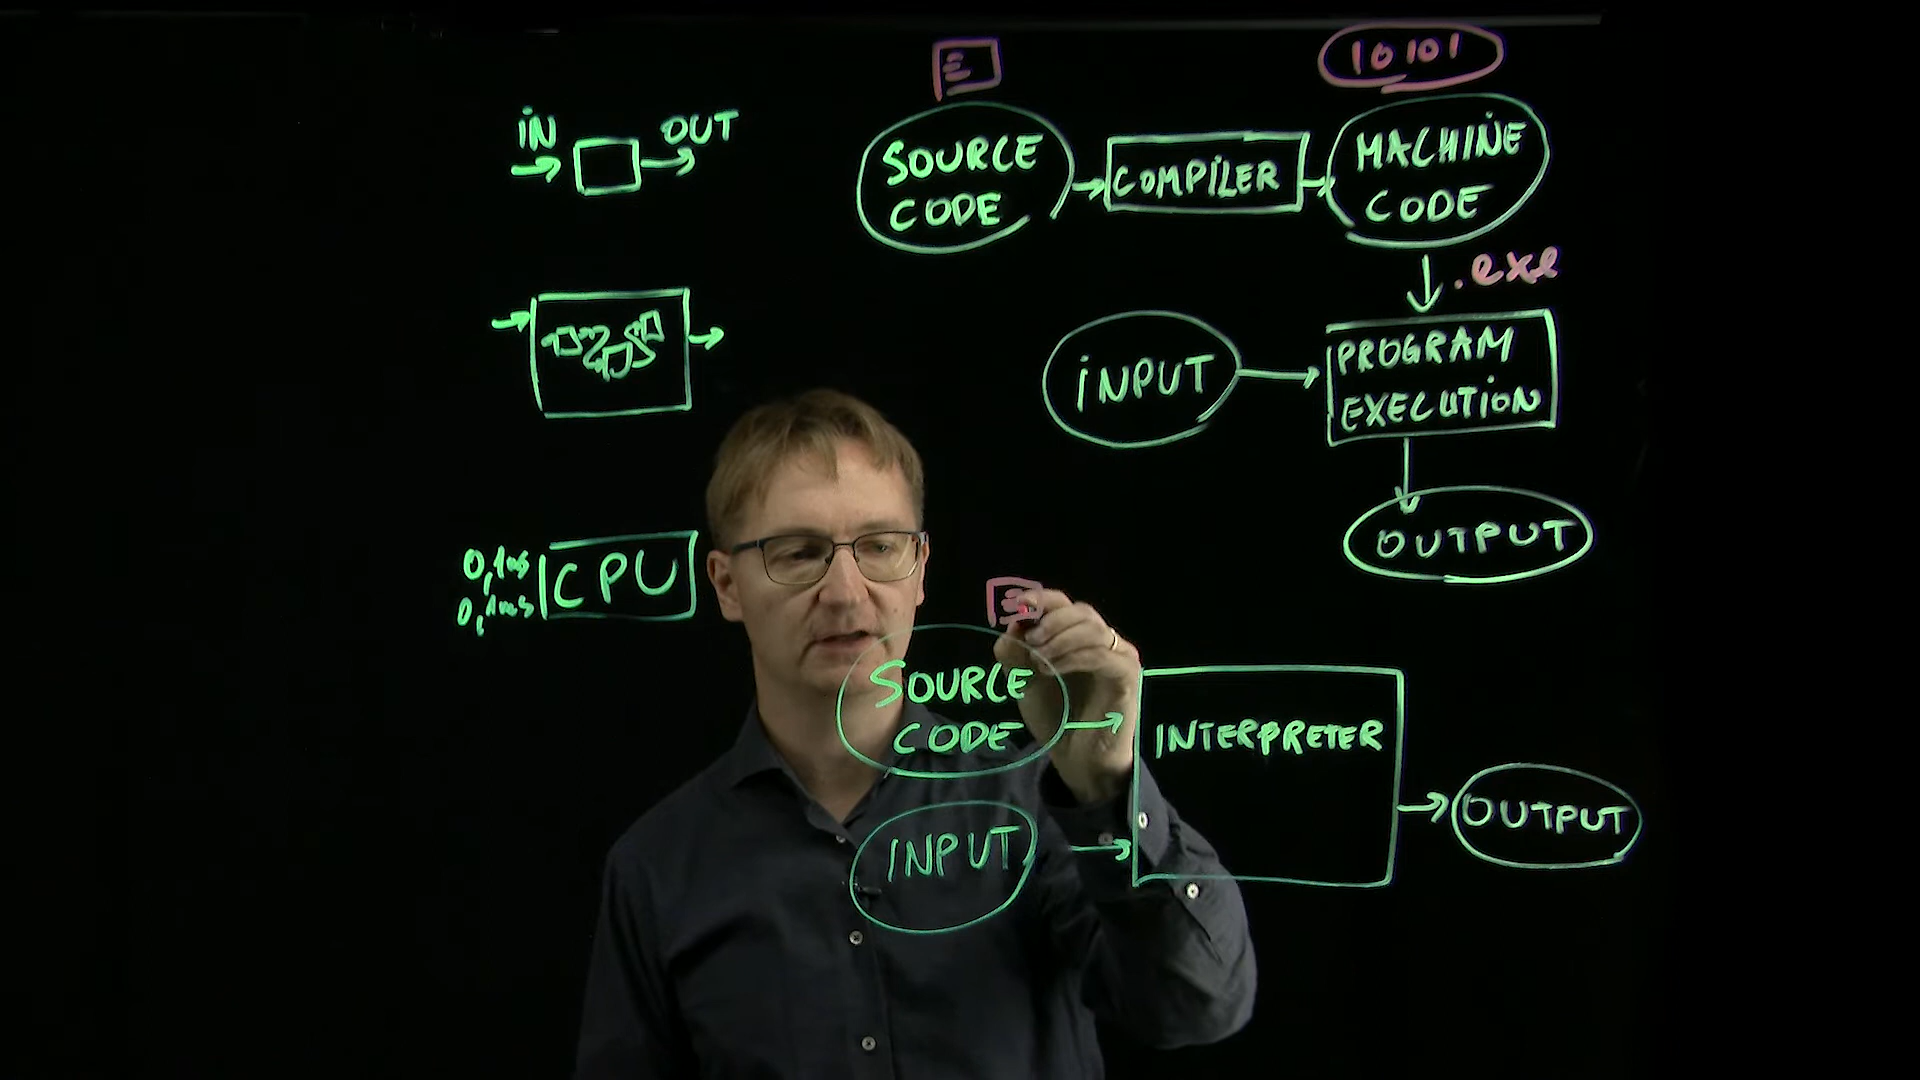 IN
OUT
CPU
10101
SOURCE
CODE
COMPILER
MACHINE
CODE
.exe
INPUT
PROGRAM
EXECUTION
OUTPUT
SOURCE
CODE
INTERPRETER
INPUT
OUTPUT